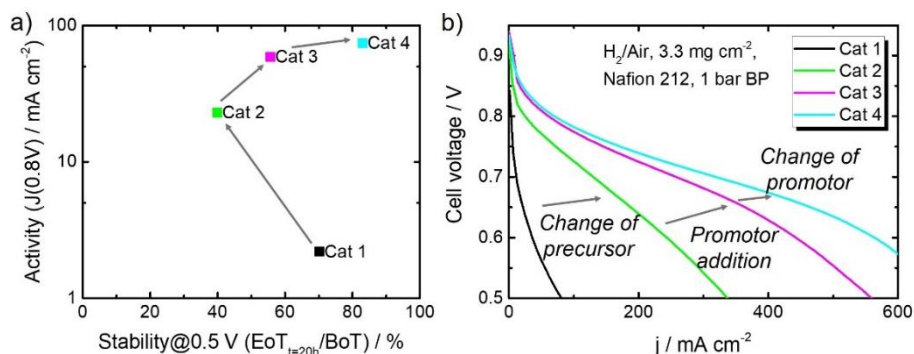 a)
100
10
1
Activity (J(0.8V) / mA cm⁻²)
Cat 4
Cat 3
Cat 2
Cat 1
0 20 40 60 80 100
Stability@0.5 V (EoTt=20h/BoT) / %
b)
0.9
0.8
0.7
0.6
0.5
Cell voltage / V
H2/Air, 3.3 mg cm⁻²,
Nafion 212, 1 bar BP
Cat 1
Cat 2
Cat 3
Cat 4
Change of
promotor
Change of
precursor
Promotor
addition
0 200 400 600
j / mA cm⁻²